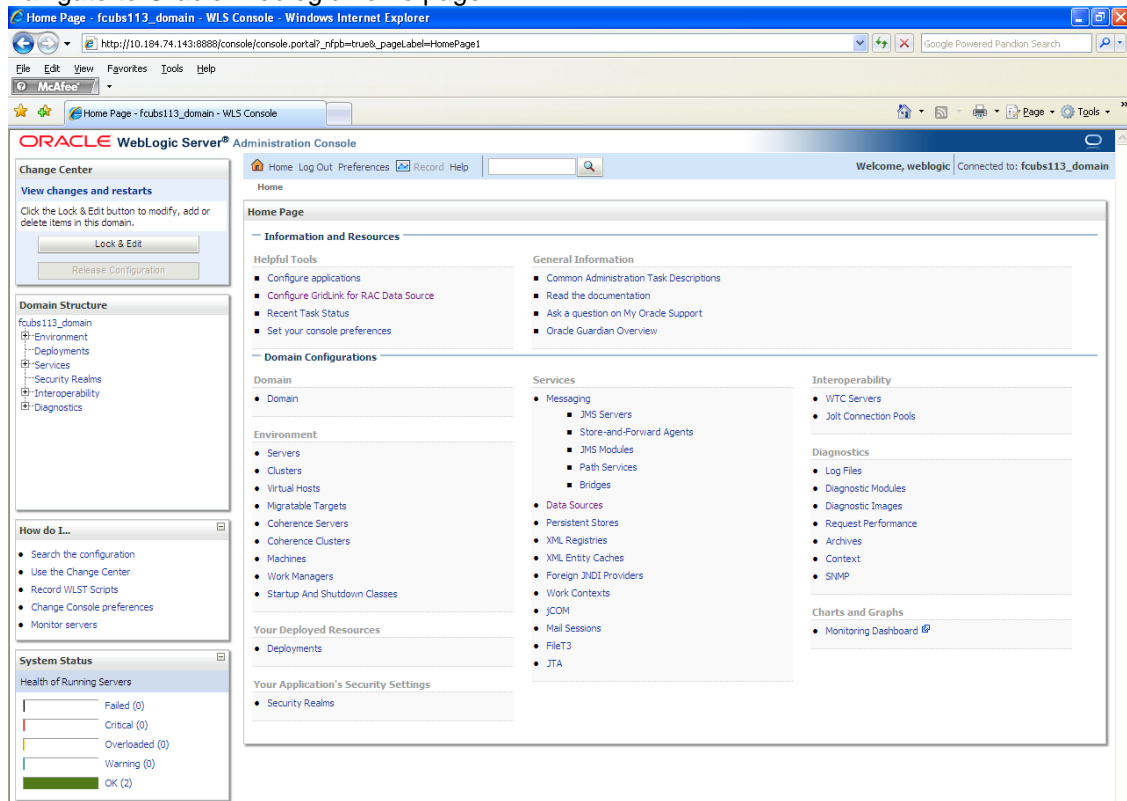 Home Page - fcubs113_domain - WLS Console - Windows Internet Explorer
http://10.184.74.143:8888/console/console.portal?_nfpb=true&_pageLabel=HomePage1
Google Powered Pandion Search
File Edit View Favorites Tools Help
McAfee
Home Page - fcubs113_domain - WLS Console
Page Tools
ORACLE WebLogic Server® Administration Console
Change Center
View changes and restarts
Click the Lock & Edit button to modify, add or
delete items in this domain.
Lock & Edit
Release Configuration
Domain Structure
fcubs113_domain
Environment
Deployments
Services
Security Realms
Interoperability
Diagnostics
How do I...
Search the configuration
Use the Change Center
Record WLST Scripts
Change Console preferences
Monitor servers
System Status
Health of Running Servers
Failed (0)
Critical (0)
Overloaded (0)
Warning (0)
OK (2)
Home Log Out Preferences Record Help
Welcome, weblogic Connected to: fcubs113_domain
Home
Home Page
Information and Resources
Helpful Tools
Configure applications
Configure GridLink for RAC Data Source
Recent Task Status
Set your console preferences
General Information
Common Administration Task Descriptions
Read the documentation
Ask a question on My Oracle Support
Oracle Guardian Overview
Domain Configurations
Domain
Domain
Environment
Servers
Clusters
Virtual Hosts
Migratable Targets
Coherence Servers
Coherence Clusters
Machines
Work Managers
Startup And Shutdown Classes
Your Deployed Resources
Deployments
Your Application's Security Settings
Security Realms
Services
Messaging
JMS Servers
Store-and-Forward Agents
JMS Modules
Path Services
Bridges
Data Sources
Persistent Stores
XML Registries
XML Entity Caches
Foreign JNDI Providers
Work Contexts
jCOM
Mail Sessions
FileT3
JTA
Interoperability
WTC Servers
Jolt Connection Pools
Diagnostics
Log Files
Diagnostic Modules
Diagnostic Images
Request Performance
Archives
Context
SNMP
Charts and Graphs
Monitoring Dashboard